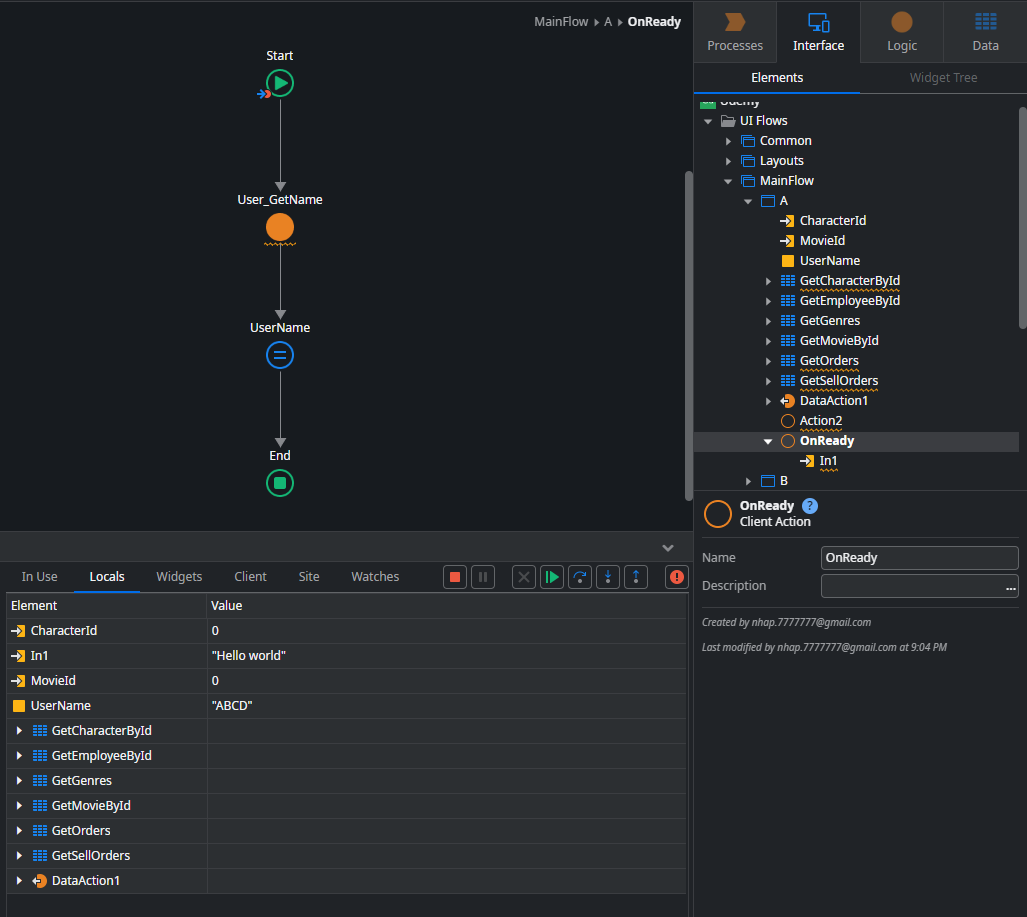 MainFlow A OnReady
Start
User_GetName
UserName
End
Processes Interface Logic Data
Elements Widget Tree
Udemy
UI Flows
Common
Layouts
MainFlow
A
CharacterId
MovieId
UserName
GetCharacterById
GetEmployeeById
GetGenres
GetMovieById
GetOrders
GetSellOrders
DataAction1
Action2
OnReady
In1
B
OnReady ?
Client Action
Name OnReady
Description ...
Created by nhap.7777777@gmail.com
Last modified by nhap.7777777@gmail.com at 9:04 PM
In Use Locals Widgets Client Site Watches
Element Value
CharacterId 0
In1 "Hello world"
MovieId 0
UserName "ABCD"
GetCharacterById
GetEmployeeById
GetGenres
GetMovieById
GetOrders
GetSellOrders
DataAction1